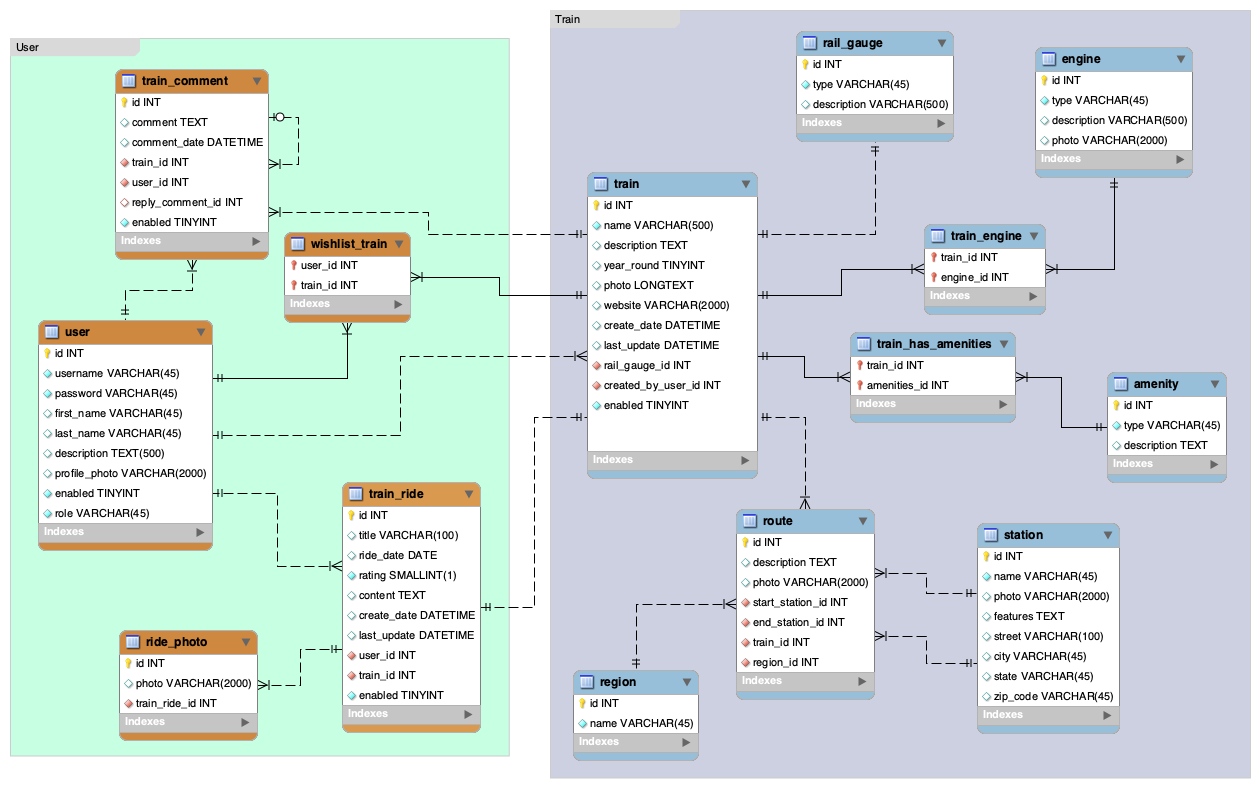 User
train_comment
id INT
comment TEXT
comment_date DATETIME
train_id INT
user_id INT
reply_comment_id INT
enabled TINYINT
Indexes
wishlist_train
user_id INT
train_id INT
Indexes
user
id INT
username VARCHAR(45)
password VARCHAR(45)
first_name VARCHAR(45)
last_name VARCHAR(45)
description TEXT(500)
profile_photo VARCHAR(2000)
enabled TINYINT
role VARCHAR(45)
Indexes
train_ride
id INT
title VARCHAR(100)
ride_date DATE
rating SMALLINT(1)
content TEXT
create_date DATETIME
last_update DATETIME
user_id INT
train_id INT
enabled TINYINT
Indexes
ride_photo
id INT
photo VARCHAR(2000)
train_ride_id INT
Indexes
Train
rail_gauge
id INT
type VARCHAR(45)
description VARCHAR(500)
Indexes
engine
id INT
type VARCHAR(45)
description VARCHAR(500)
photo VARCHAR(2000)
Indexes
train
id INT
name VARCHAR(500)
description TEXT
year_round TINYINT
photo LONGTEXT
website VARCHAR(2000)
create_date DATETIME
last_update DATETIME
rail_gauge_id INT
created_by_user_id INT
enabled TINYINT
Indexes
train_engine
train_id INT
engine_id INT
Indexes
train_has_amenities
train_id INT
amenities_id INT
Indexes
amenity
id INT
type VARCHAR(45)
description TEXT
Indexes
route
id INT
description TEXT
photo VARCHAR(2000)
start_station_id INT
end_station_id INT
train_id INT
region_id INT
Indexes
station
id INT
name VARCHAR(45)
photo VARCHAR(2000)
features TEXT
street VARCHAR(100)
city VARCHAR(45)
state VARCHAR(45)
zip_code VARCHAR(45)
Indexes
region
id INT
name VARCHAR(45)
Indexes